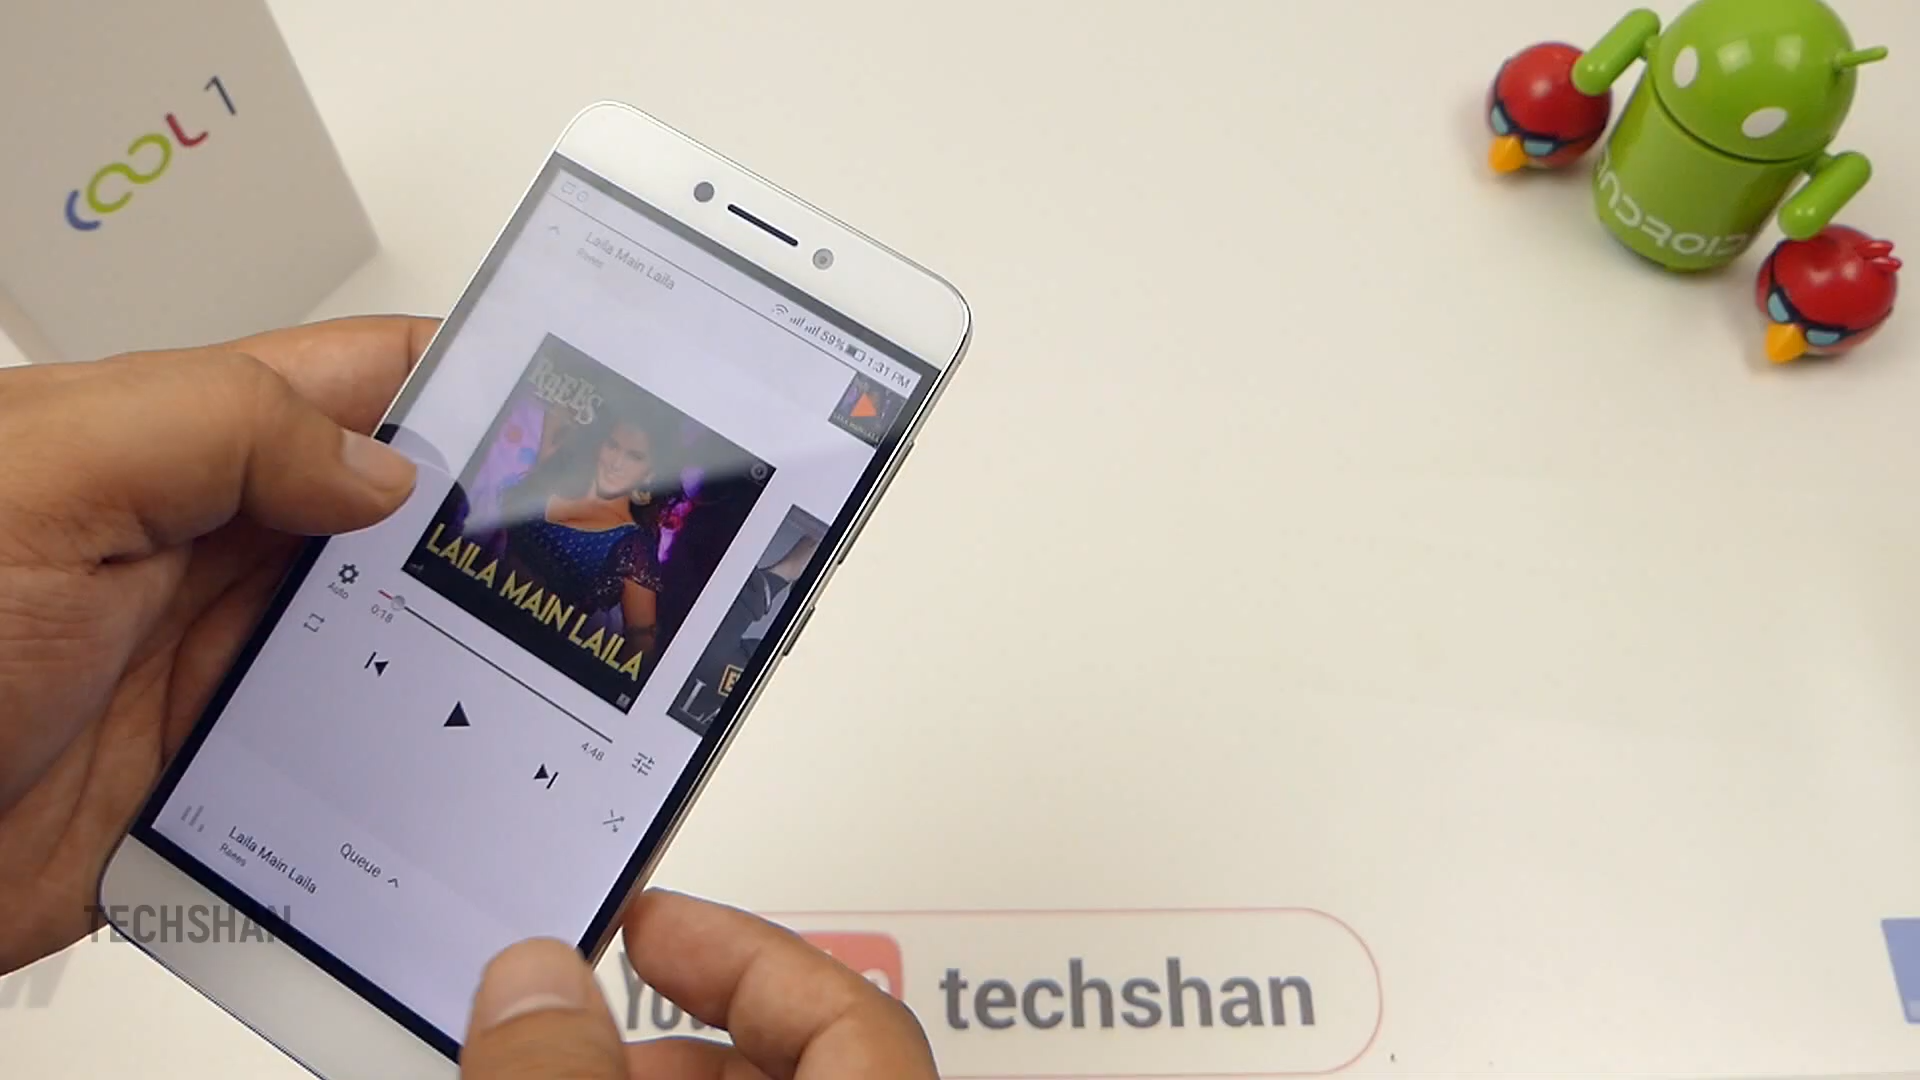 COOL 1
ANDROID
Laila Main Laila
Raees
59% 1:31 PM
RAEES
LAILA MAIN LAILA
Auto
0:18
4:48
Queue
Laila Main Laila
Raees
TECHSHAN
techshan